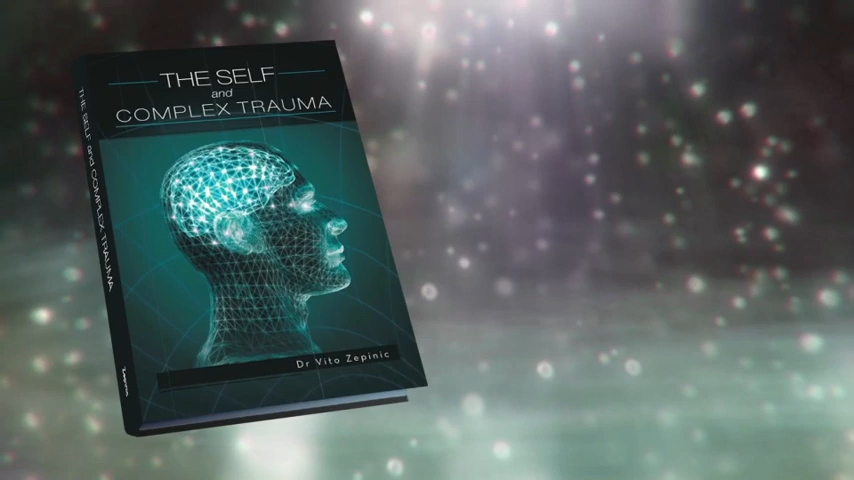 THE SELF
and
COMPLEX TRAUMA
Dr Vito Zepinic
THE SELF and COMPLEX TRAUMA